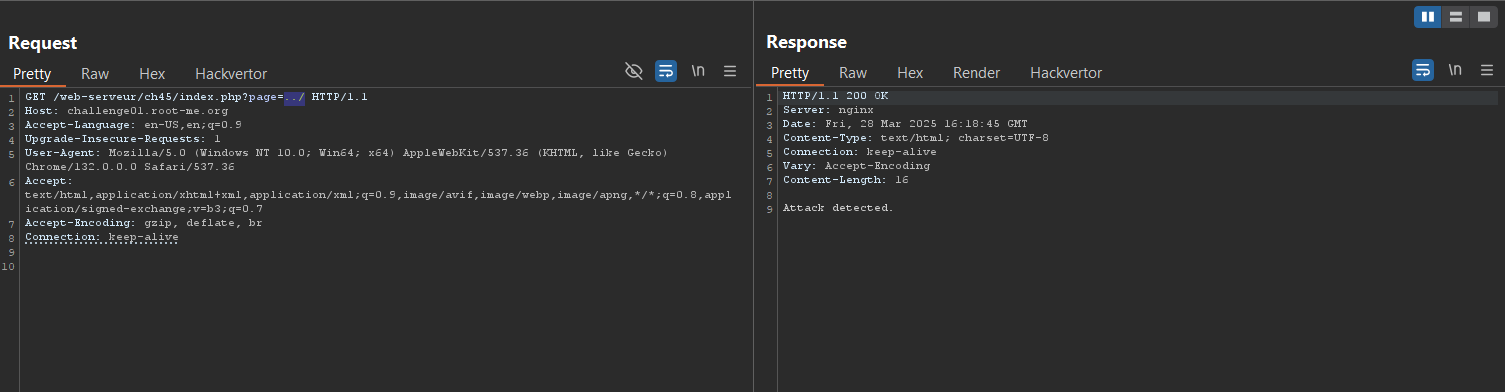 Request
Pretty Raw Hex Hackvertor \n
1 GET /web-serveur/ch45/index.php?page=../ HTTP/1.1
2 Host: challenge01.root-me.org
3 Accept-Language: en-US,en;q=0.9
4 Upgrade-Insecure-Requests: 1
5 User-Agent: Mozilla/5.0 (Windows NT 10.0; Win64; x64) AppleWebKit/537.36 (KHTML, like Gecko)
Chrome/132.0.0.0 Safari/537.36
6 Accept:
text/html,application/xhtml+xml,application/xml;q=0.9,image/avif,image/webp,image/apng,*/*;q=0.8,appl
ication/signed-exchange;v=b3;q=0.7
7 Accept-Encoding: gzip, deflate, br
8 Connection: keep-alive
9
10
Response
Pretty Raw Hex Render Hackvertor \n
1 HTTP/1.1 200 OK
2 Server: nginx
3 Date: Fri, 28 Mar 2025 16:18:45 GMT
4 Content-Type: text/html; charset=UTF-8
5 Connection: keep-alive
6 Vary: Accept-Encoding
7 Content-Length: 16
8
9 Attack detected.